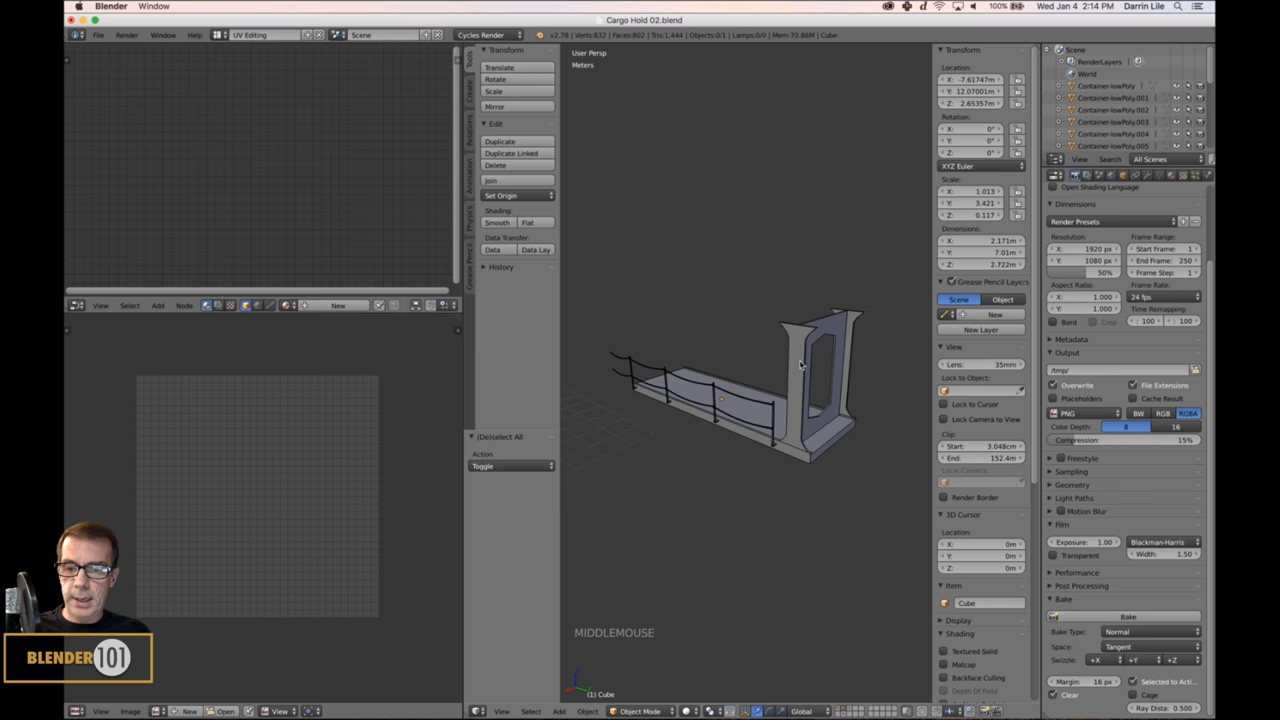 Blender Window
100% Wed Jan 4 2:14 PM Darrin Lile
Cargo Hold 02.blend
File Render Window Help UV Editing Scene Cycles Render v2.78 | Verts:832 | Faces:802 | Tris:1,444 | Objects:0/1 | Lamps:0/0 | Mem:70.86M | Cube
Tools
Create
Relations
Animation
Physics
Grease Pencil
Transform
Translate
Rotate
Scale
Mirror
Edit
Duplicate
Duplicate Linked
Delete
Join
Set Origin
Shading:
Smooth Flat
Data Transfer:
Data Data Lay
History
(De)select All
Action
Toggle
User Persp
Meters
MIDDLEMOUSE
(1) Cube
View Select Add Node New
View Image New Open View
View Select Add Object Object Mode Global
Transform
Location:
X: -7.61747m
Y: 12.07001m
Z: 2.65357m
Rotation:
X: 0°
Y: 0°
Z: 0°
XYZ Euler
Scale:
X: 1.013
Y: 3.421
Z: 0.117
Dimensions:
X: 2.171m
Y: 7.01m
Z: 2.722m
Grease Pencil Layers
Scene Object
New
New Layer
View
Lens: 35mm
Lock to Object:
Lock to Cursor
Lock Camera to View
Clip:
Start: 3.048cm
End: 152.4m
Local Camera:
Render Border
3D Cursor
Location:
X: 0m
Y: 0m
Z: 0m
Item
Cube
Display
Shading
Textured Solid
Matcap
Backface Culling
Depth Of Field
Scene
RenderLayers
World
Container-lowPoly
Container-lowPoly.001
Container-lowPoly.002
Container-lowPoly.003
Container-lowPoly.004
Container-lowPoly.005
View Search All Scenes
Open Shading Language
Dimensions
Render Presets
Resolution: Frame Range:
X: 1920 px Start Frame: 1
Y: 1080 px End Frame: 250
50% Frame Step: 1
Aspect Ratio: Frame Rate:
X: 1.000 24 fps
Y: 1.000 Time Remapping:
Bord Crop : 100 : 100
Metadata
Output
/tmp/
Overwrite File Extensions
Placeholders Cache Result
PNG BW RGB RGBA
Color Depth: 8 16
Compression: 15%
Freestyle
Sampling
Geometry
Light Paths
Motion Blur
Film
Exposure: 1.00 Blackman-Harris
Transparent Width: 1.50
Performance
Post Processing
Bake
Bake
Bake Type: Normal
Space: Tangent
Swizzle: +X +Y +Z
Margin: 16 px Selected to Acti...
Clear Cage
Ray Dist: 0.500
BLENDER 101